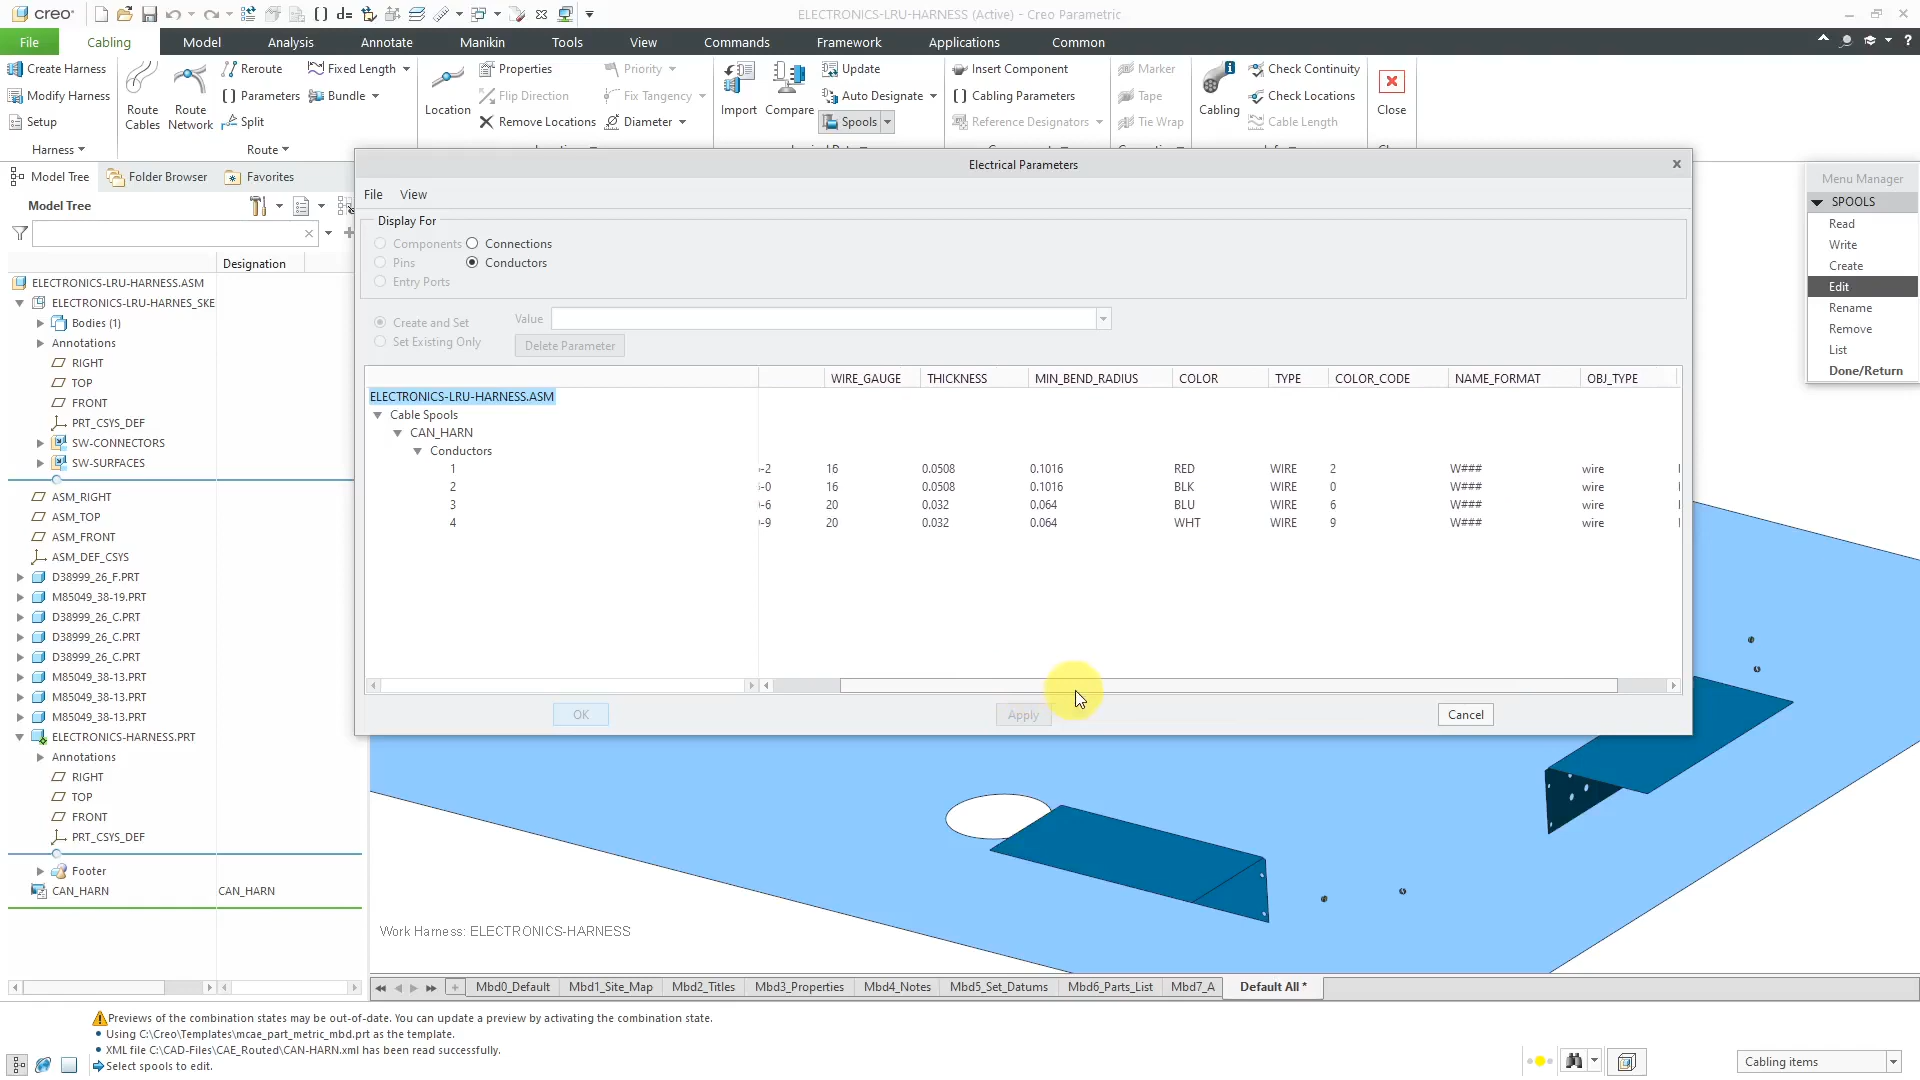 creo
ELECTRONICS-LRU-HARNESS (Active) - Creo Parametric
File Cabling Model Analysis Annotate Manikin Tools View Commands Framework Applications Common
Create Harness
Modify Harness
Setup
Harness
Route Cables
Route Network
Reroute
Parameters
Split
Fixed Length
Bundle
Route
Location
Properties
Flip Direction
Remove Locations
Priority
Fix Tangency
Diameter
Import
Compare
Update
Auto Designate
Spools
Insert Component
Cabling Parameters
Reference Designators
Marker
Tape
Tie Wrap
Cabling
Check Continuity
Check Locations
Cable Length
Close
Model Tree Folder Browser Favorites
Model Tree
Designation
ELECTRONICS-LRU-HARNESS.ASM
ELECTRONICS-LRU-HARNES_SKE
Bodies (1)
Annotations
RIGHT
TOP
FRONT
PRT_CSYS_DEF
SW-CONNECTORS
SW-SURFACES
ASM_RIGHT
ASM_TOP
ASM_FRONT
ASM_DEF_CSYS
D38999_26_F.PRT
M85049_38-19.PRT
D38999_26_C.PRT
D38999_26_C.PRT
D38999_26_C.PRT
M85049_38-13.PRT
M85049_38-13.PRT
M85049_38-13.PRT
ELECTRONICS-HARNESS.PRT
Annotations
RIGHT
TOP
FRONT
PRT_CSYS_DEF
Footer
CAN_HARN CAN_HARN
Electrical Parameters
File View
Display For
Components Connections
Pins Conductors
Entry Ports
Create and Set
Set Existing Only
Value
Delete Parameter
WIRE_GAUGE THICKNESS MIN_BEND_RADIUS COLOR TYPE COLOR_CODE NAME_FORMAT OBJ_TYPE
ELECTRONICS-LRU-HARNESS.ASM
Cable Spools
CAN_HARN
Conductors
1 -2 16 0.0508 0.1016 RED WIRE 2 W### wire
2 -0 16 0.0508 0.1016 BLK WIRE 0 W### wire
3 -6 20 0.032 0.064 BLU WIRE 6 W### wire
4 -9 20 0.032 0.064 WHT WIRE 9 W### wire
OK Apply Cancel
Menu Manager
SPOOLS
Read
Write
Create
Edit
Rename
Remove
List
Done/Return
Work Harness: ELECTRONICS-HARNESS
Mbd0_Default Mbd1_Site_Map Mbd2_Titles Mbd3_Properties Mbd4_Notes Mbd5_Set_Datums Mbd6_Parts_List Mbd7_A Default All *
Previews of the combination states may be out-of-date. You can update a preview by activating the combination state.
• Using C:\Creo\Templates\mcae_part_metric_mbd.prt as the template.
• XML file C:\CAD-Files\CAE_Routed\CAN-HARN.xml has been read successfully.
Select spools to edit.
Cabling items